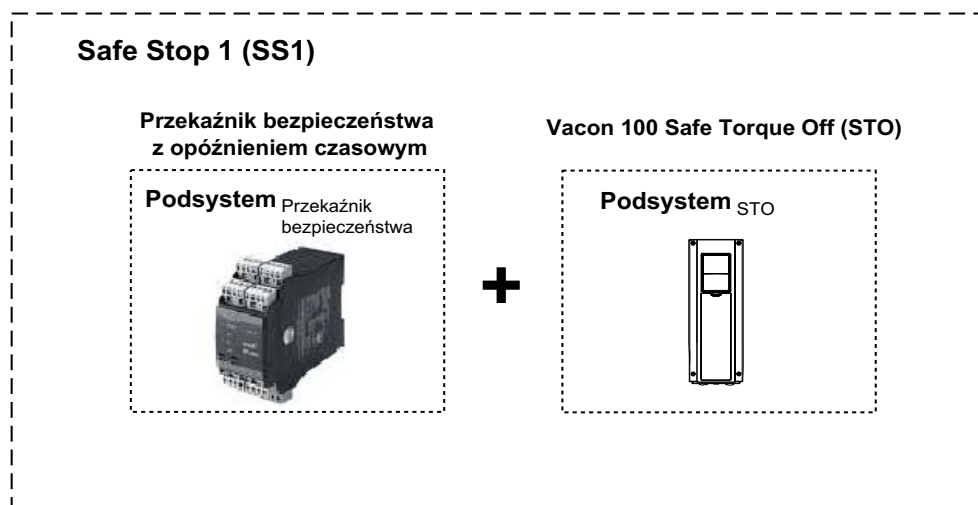 Safe Stop 1 (SS1)
Przekaźnik bezpieczeństwa
z opóźnieniem czasowym
Podsystem Przekaźnik
bezpieczeństwa
Vacon 100 Safe Torque Off (STO)
Podsystem STO
+